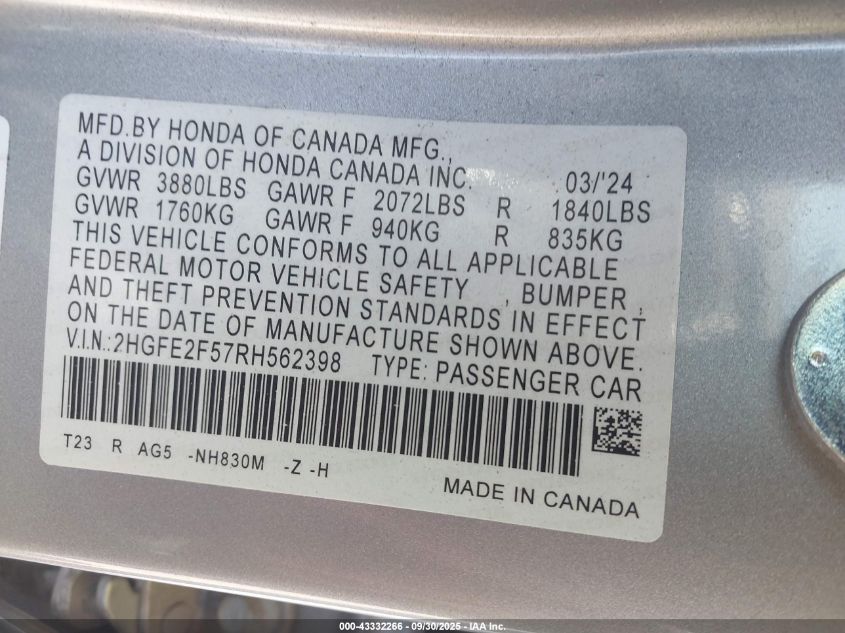 MFD.BY HONDA OF CANADA MFG.,
A DIVISION OF HONDA CANADA INC. 03/'24
GVWR 3880LBS GAWR F 2072LBS R 1840LBS
GVWR 1760KG GAWR F 940KG R 835KG
THIS VEHICLE CONFORMS TO ALL APPLICABLE
FEDERAL MOTOR VEHICLE SAFETY , BUMPER ,
AND THEFT PREVENTION STANDARDS IN EFFECT
ON THE DATE OF MANUFACTURE SHOWN ABOVE.
V.I.N.:2HGFE2F57RH562398 TYPE: PASSENGER CAR
T23 R AG5 -NH830M -Z -H
MADE IN CANADA
000-43332266 - 09/30/2025 - IAA Inc.